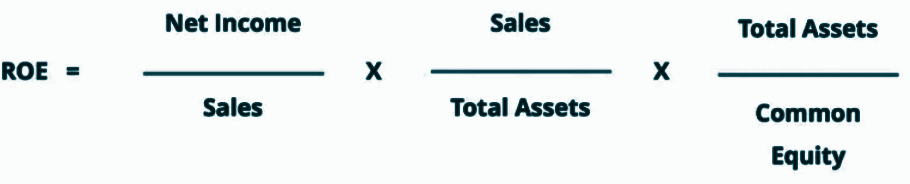 Net Income Sales Total Assets
ROE = X X
Sales Total Assets Common
Equity